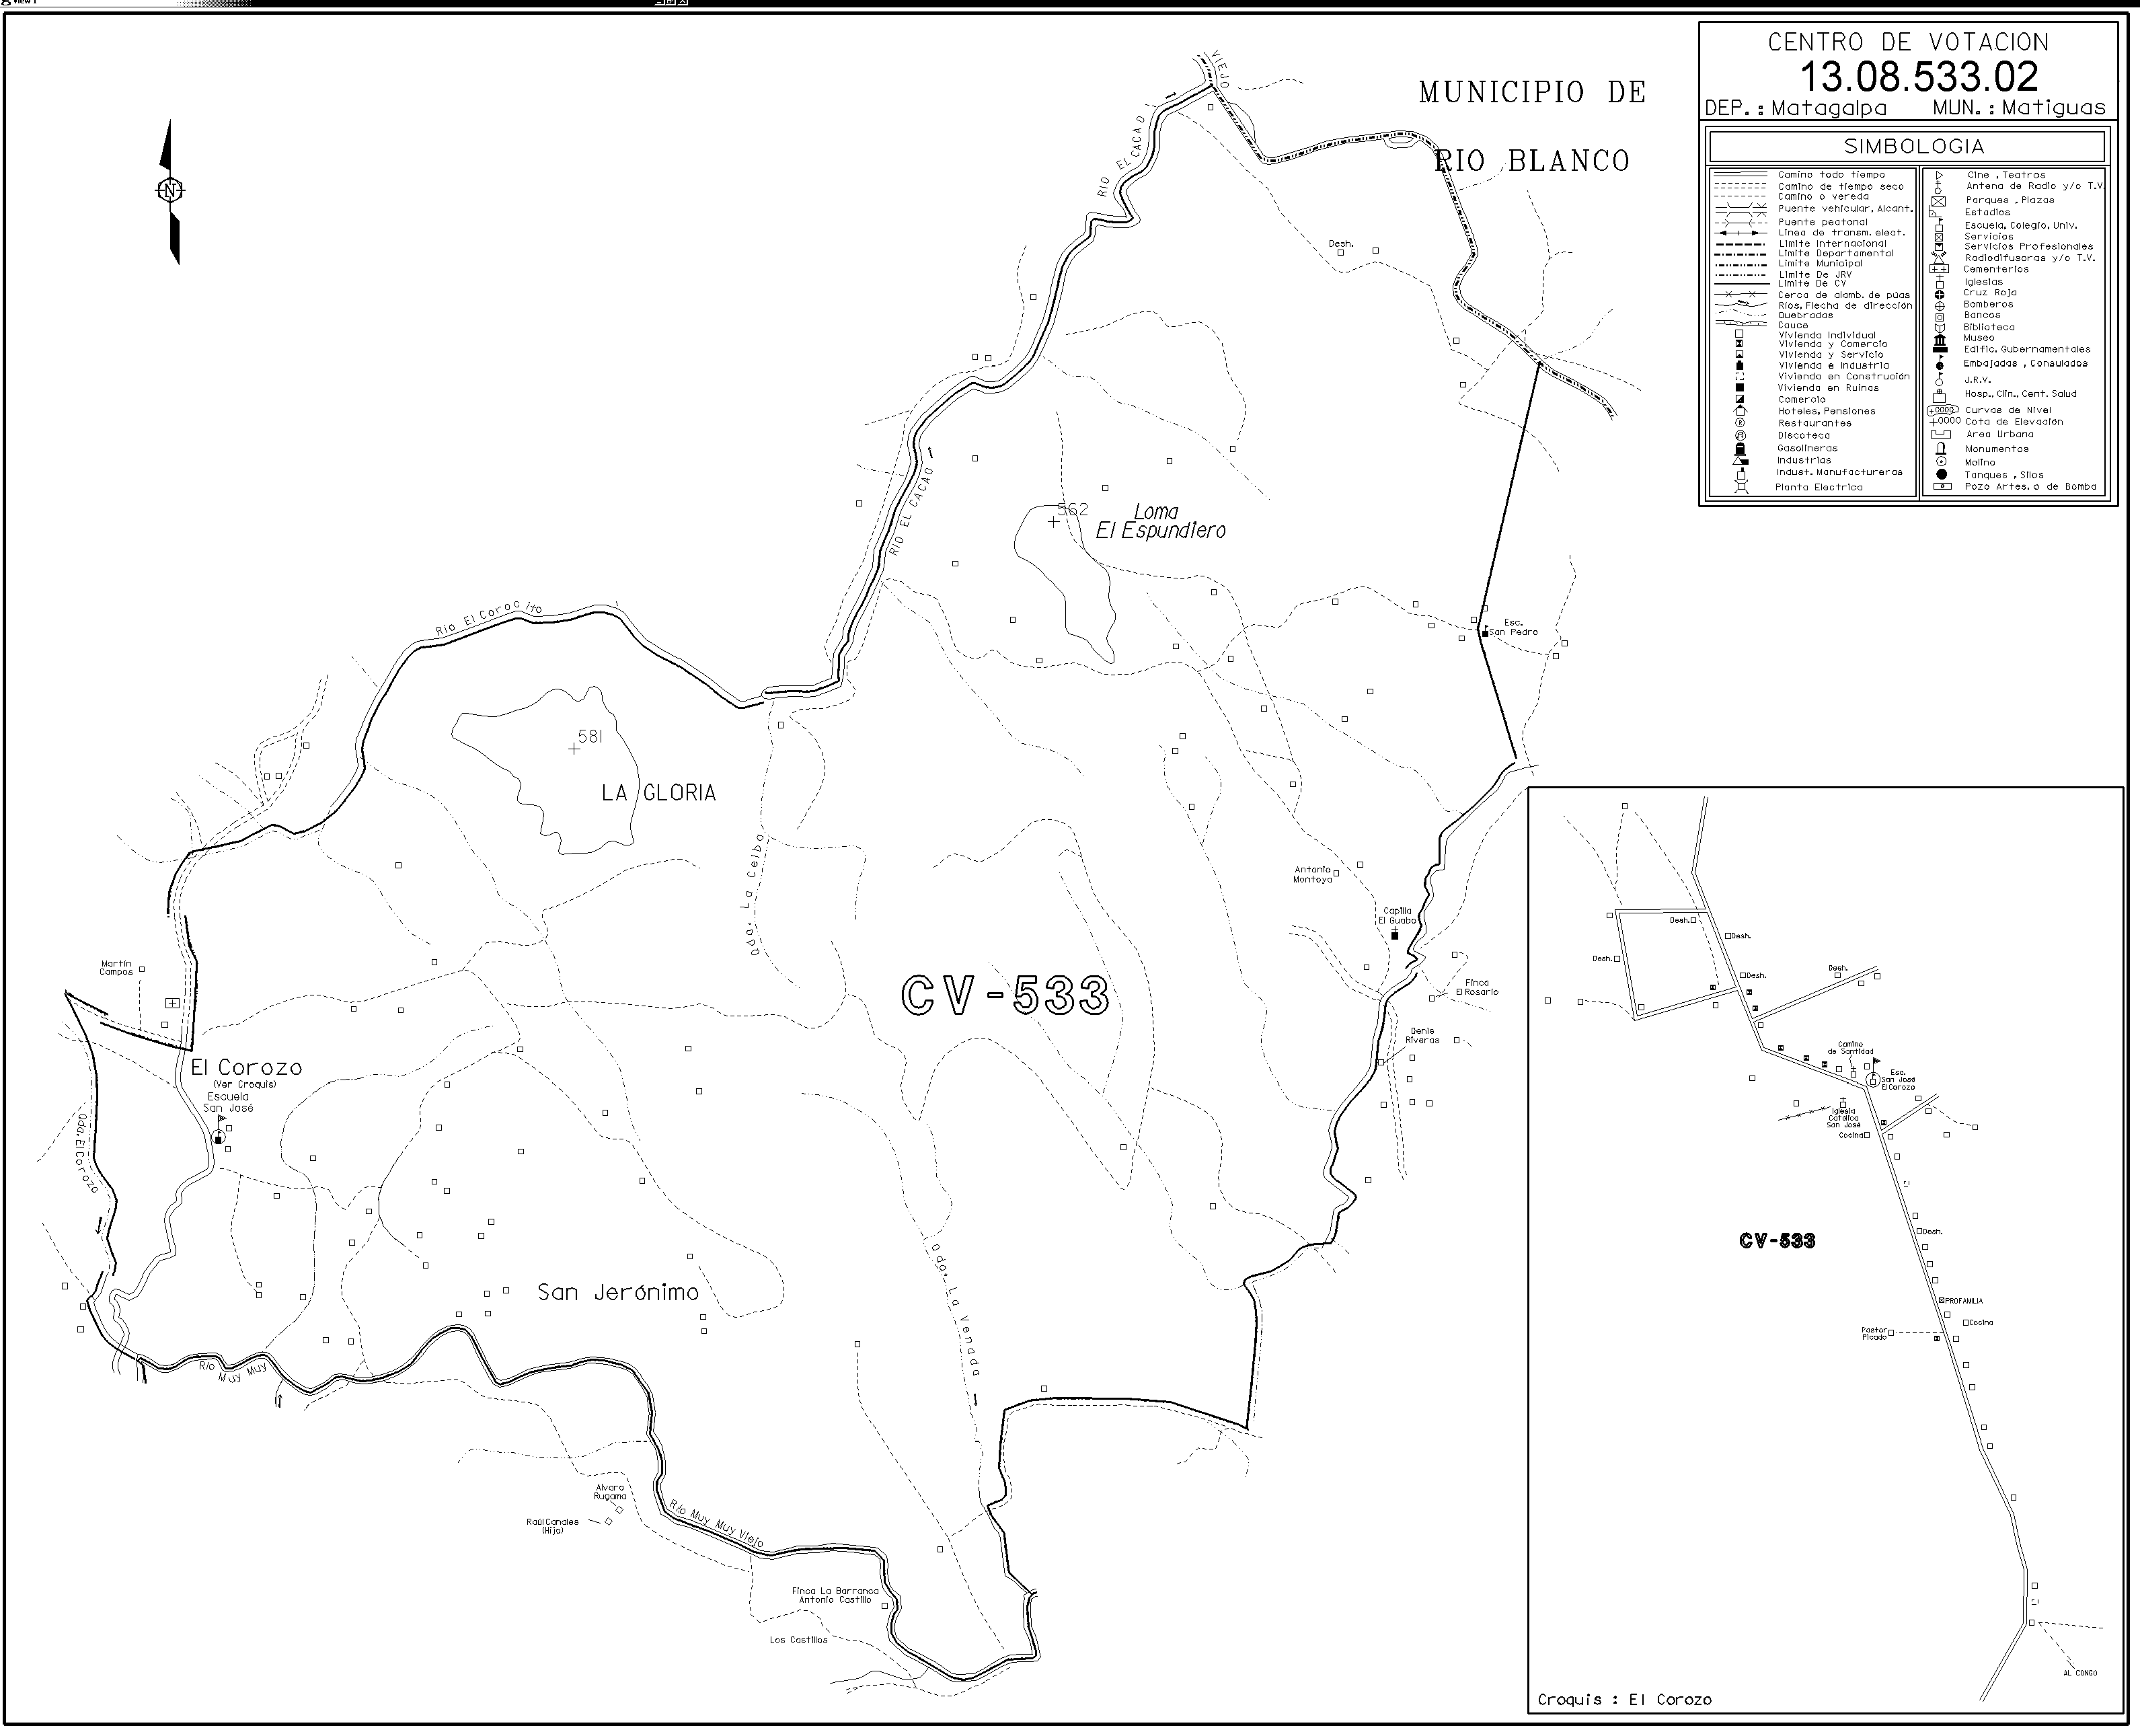 View 1
CENTRO DE VOTACION
13.08.533.02
DEP. : Matagalpa MUN. : Matiguas
SIMBOLOGIA
Camino todo tiempo
Camino de tiempo seco
Camino o vereda
Puente vehicular, Alcant.
Puente peatonal
Linea de transm. elect.
Limite Internacional
Limite Departamental
Limite Municipal
Limite De JRV
Limite De CV
Cerca de alamb. de púas
Ríos, Flecha de dirección
Quebradas
Cauce
Vivienda Individual
Vivienda y Comercio
Vivienda y Servicio
Vivienda e Industria
Vivienda en Construción
Vivienda en Ruinas
Comercio
Hoteles, Pensiones
Restaurantes
Discoteca
Gasolineras
Industrias
Indust. Manufactureras
Planta Electrica
Cine , Teatros
Antena de Radio y/o T.V.
Parques , Plazas
Estadios
Escuela, Colegio, Univ.
Servicios
Servicios Profesionales
Radiodifusoras y/o T.V.
Cementerios
Iglesias
Cruz Roja
Bomberos
Bancos
Biblioteca
Museo
Edific. Gubernamentales
Embajadas , Consulados
J.R.V.
Hosp., Clin., Cent. Salud
+0000 Curvas de Nivel
+0000 Cota de Elevación
Area Urbana
Monumentos
Molino
Tanques , Silos
Pozo Artes. o de Bomba
MUNICIPIO DE
RIO BLANCO
VIEJO
RIO EL CACAO
N
Desh.
RIO EL CACAO
562
Loma
El Espundiero
Río El Corocito
Esc.
San Pedro
581
LA GLORIA
Qda. La Ceiba
Antonio
Montoya
Capilla
El Guabo
Martín
Campos
CV-533
Finca
El Rosario
Denis
Riveras
El Corozo
(Ver Croquis)
Escuela
San José
Qda. El Corozo
San Jerónimo
Qda. La Venada
Río Muy Muy
Alvaro
Rugama
Raúl Canales
(Hijo)
Río Muy Muy Viejo
Finca La Barranca
Antonio Castillo
Los Castillos
Desh.
Desh.
Desh.
Desh.
Desh.
Camino
de Santidad
Esc.
San José
El Corozo
Iglesia
Católica
San José
Cocina
CV-533
Desh.
PROFAMILIA
Cocina
Pastor
Picado
AL CONGO
Croquis : El Corozo